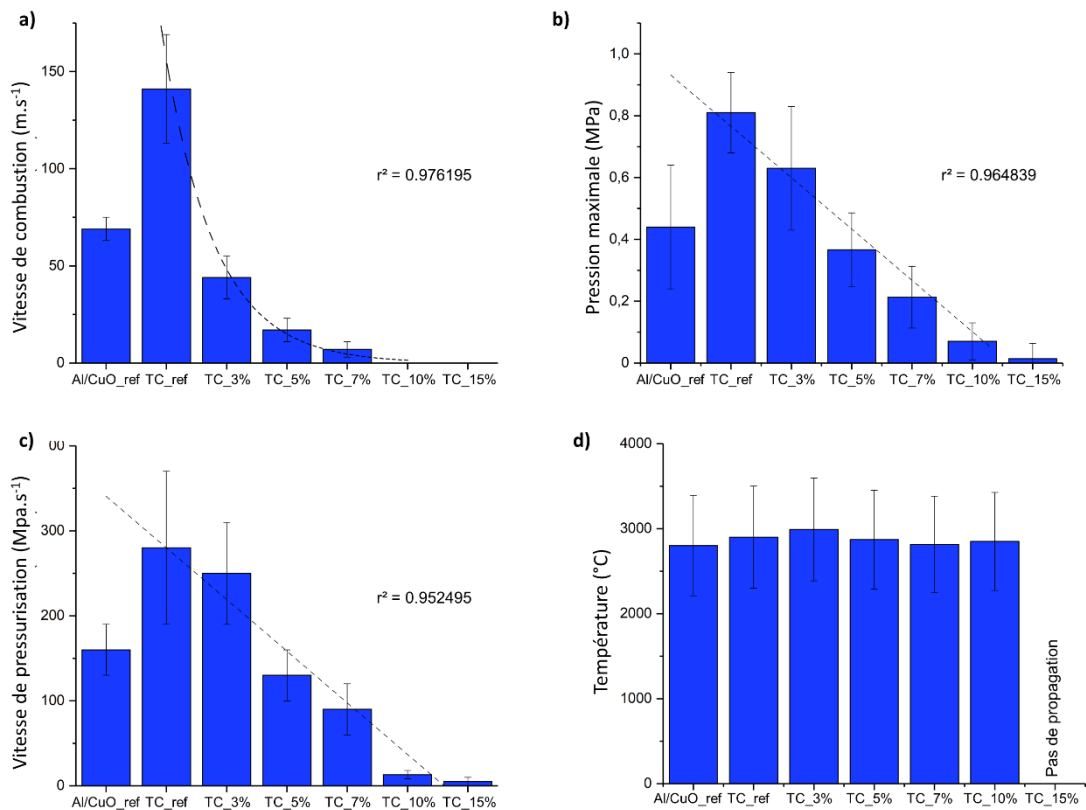 a)
Vitesse de combustion (m.s⁻¹)
150
100
50
0
r² = 0.976195
Al/CuO_ref TC_ref TC_3% TC_5% TC_7% TC_10% TC_15%
b)
Pression maximale (MPa)
1,0
0,8
0,6
0,4
0,2
0,0
r² = 0.964839
Al/CuO_ref TC_ref TC_3% TC_5% TC_7% TC_10% TC_15%
c)
Vitesse de pressurisation (Mpa.s⁻¹)
00
300
200
100
0
r² = 0.952495
Al/CuO_ref TC_ref TC_3% TC_5% TC_7% TC_10% TC_15%
d)
Température (°C)
4000
3000
2000
1000
0
Pas de propagation
Al/CuO_ref TC_ref TC_3% TC_5% TC_7% TC_10% TC_15%